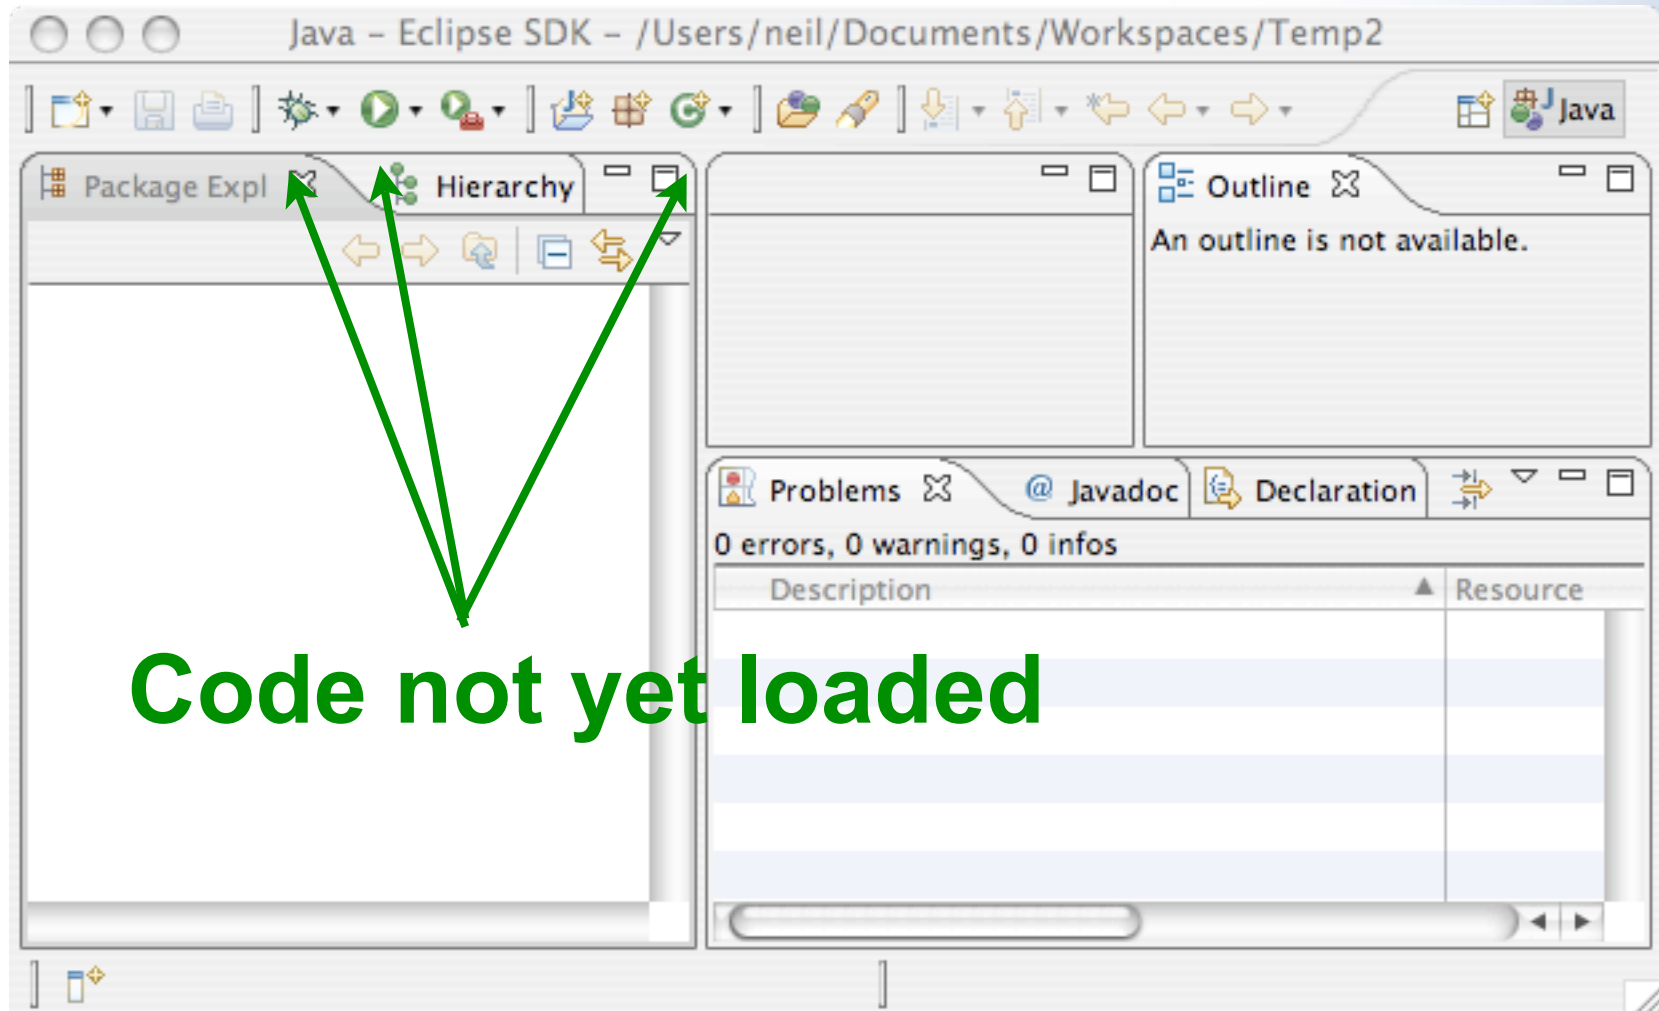 Java – Eclipse SDK – /Users/neil/Documents/Workspaces/Temp2
Java
Package Expl
Hierarchy
Outline
An outline is not available.
Problems
@ Javadoc
Declaration
0 errors, 0 warnings, 0 infos
Description
Resource
Code not yet loaded